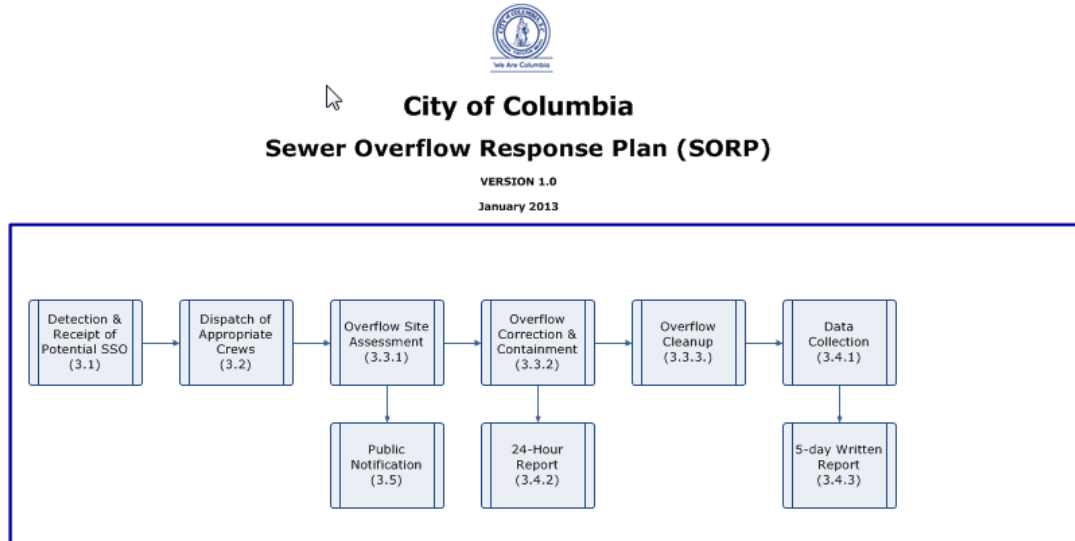 We Are Columbia
City of Columbia
Sewer Overflow Response Plan (SORP)
VERSION 1.0
January 2013
Detection &
Receipt of
Potential SSO
(3.1)
Dispatch of
Appropriate
Crews
(3.2)
Overflow Site
Assessment
(3.3.1)
Overflow
Correction &
Containment
(3.3.2)
Overflow
Cleanup
(3.3.3.)
Data
Collection
(3.4.1)
Public
Notification
(3.5)
24-Hour
Report
(3.4.2)
5-day Written
Report
(3.4.3)